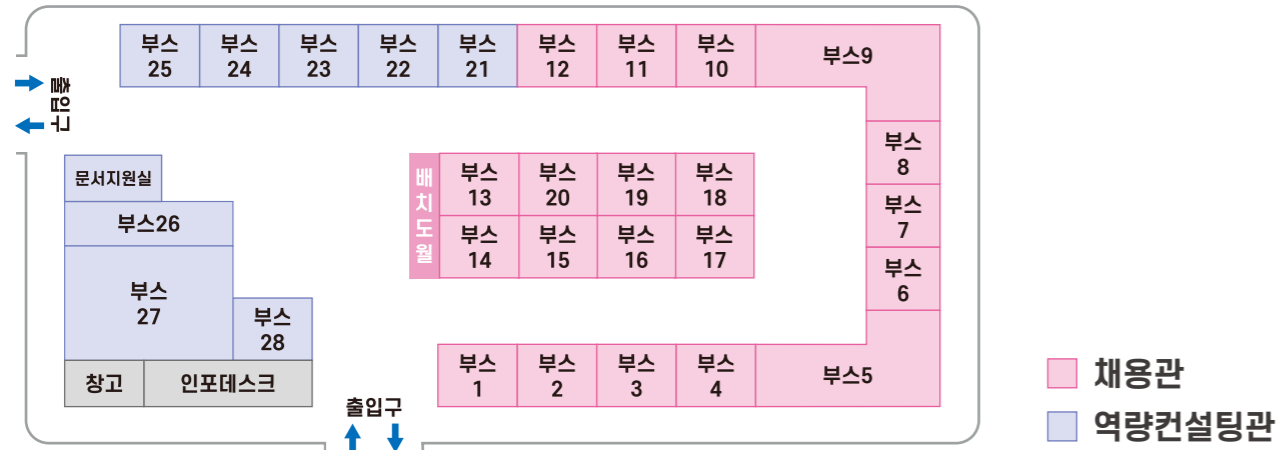 부스
25
부스
24
부스
23
부스
22
부스
21
부스
12
부스
11
부스
10
부스9
출입구
부스
8
문서지원실
배치도월
부스
13
부스
20
부스
19
부스
18
부스
7
부스26
부스
14
부스
15
부스
16
부스
17
부스
6
부스
27
부스
28
창고
인포데스크
출입구
부스
1
부스
2
부스
3
부스
4
부스5
채용관
역량컨설팅관